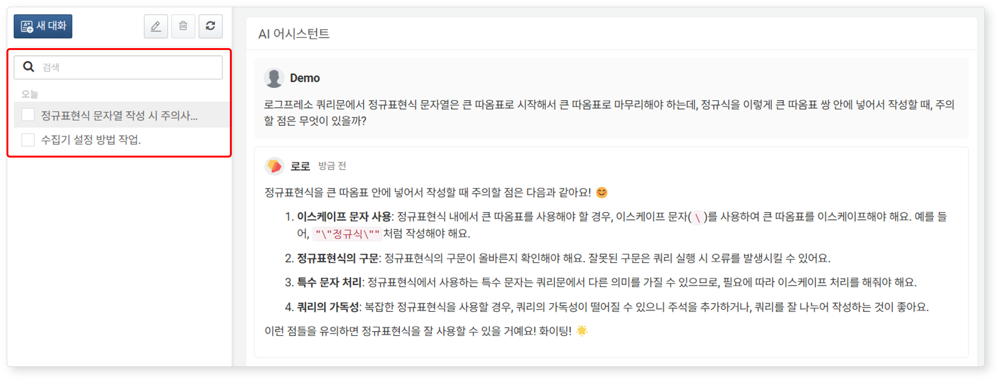 새 대화
검색
오늘
정규표현식 문자열 작성 시 주의사...
수집기 설정 방법 작업.
AI 어시스턴트
Demo
로그프레소 쿼리문에서 정규표현식 문자열은 큰 따옴표로 시작해서 큰 따옴표로 마무리해야 하는데, 정규식을 이렇게 큰 따옴표 쌍 안에 넣어서 작성할 때, 주의
할 점은 무엇이 있을까?
로로 방금 전
정규표현식을 큰 따옴표 안에 넣어서 작성할 때 주의할 점은 다음과 같아요! 😊
1. 이스케이프 문자 사용: 정규표현식 내에서 큰 따옴표를 사용해야 할 경우, 이스케이프 문자( \ )를 사용하여 큰 따옴표를 이스케이프해야 해요. 예를 들
어, "\"정규식\"" 처럼 작성해야 해요.
2. 정규표현식의 구문: 정규표현식의 구문이 올바른지 확인해야 해요. 잘못된 구문은 쿼리 실행 시 오류를 발생시킬 수 있어요.
3. 특수 문자 처리: 정규표현식에서 사용하는 특수 문자는 쿼리문에서 다른 의미를 가질 수 있으므로, 필요에 따라 이스케이프 처리를 해줘야 해요.
4. 쿼리의 가독성: 복잡한 정규표현식을 사용할 경우, 쿼리의 가독성이 떨어질 수 있으니 주석을 추가하거나, 쿼리를 잘 나누어 작성하는 것이 좋아요.
이런 점들을 유의하면 정규표현식을 잘 사용할 수 있을 거예요! 화이팅! 🌟